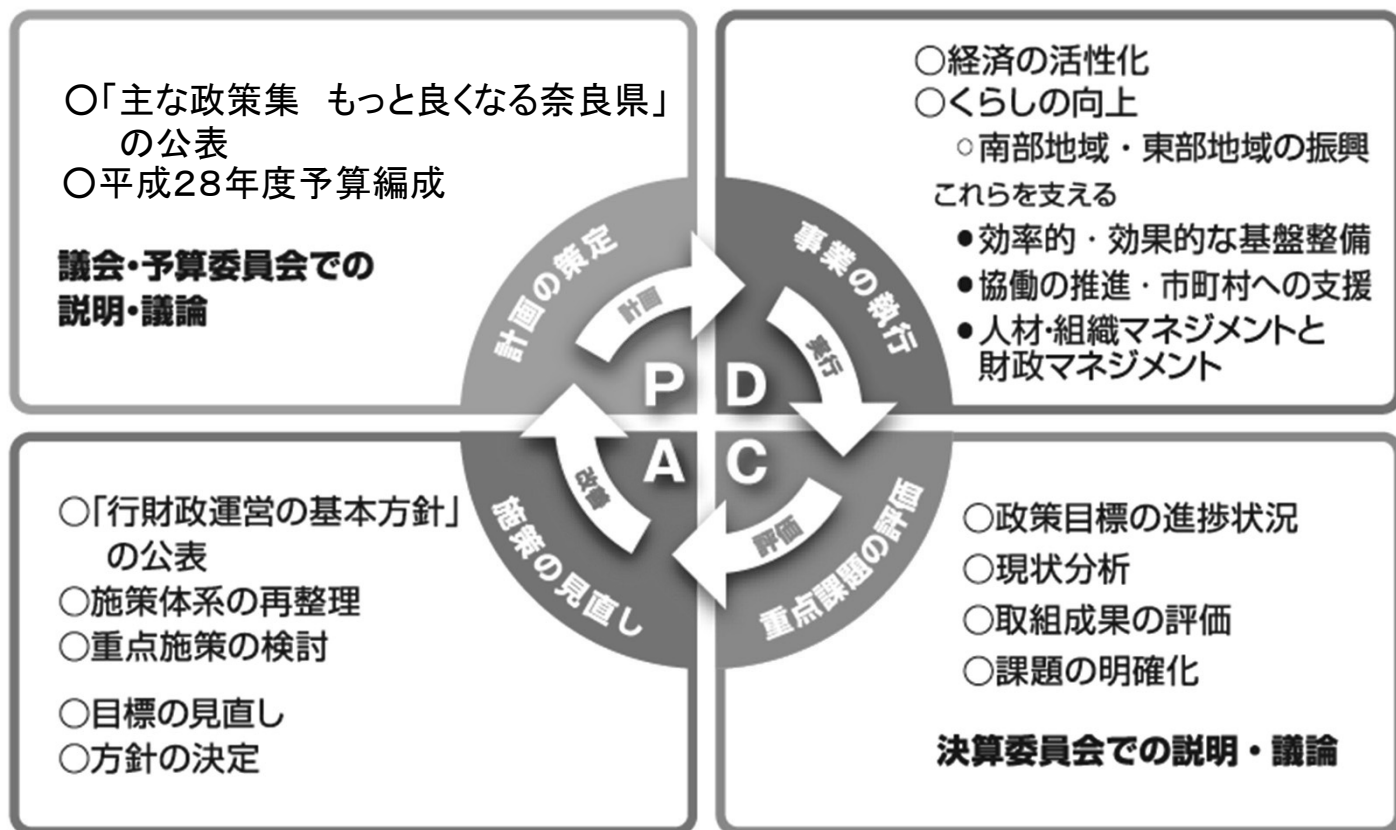 ○「主な政策集　もっと良くなる奈良県」
の公表
○平成28年度予算編成
議会・予算委員会での
説明・議論
○経済の活性化
○くらしの向上
○南部地域・東部地域の振興
これらを支える
●効率的・効果的な基盤整備
●協働の推進・市町村への支援
●人材・組織マネジメントと
財政マネジメント
計画の策定
計画
P
事業の執行
実行
D
施策の見直し
改善
A
重点課題の評価
評価
C
○「行財政運営の基本方針」
の公表
○施策体系の再整理
○重点施策の検討
○目標の見直し
○方針の決定
○政策目標の進捗状況
○現状分析
○取組成果の評価
○課題の明確化
決算委員会での説明・議論